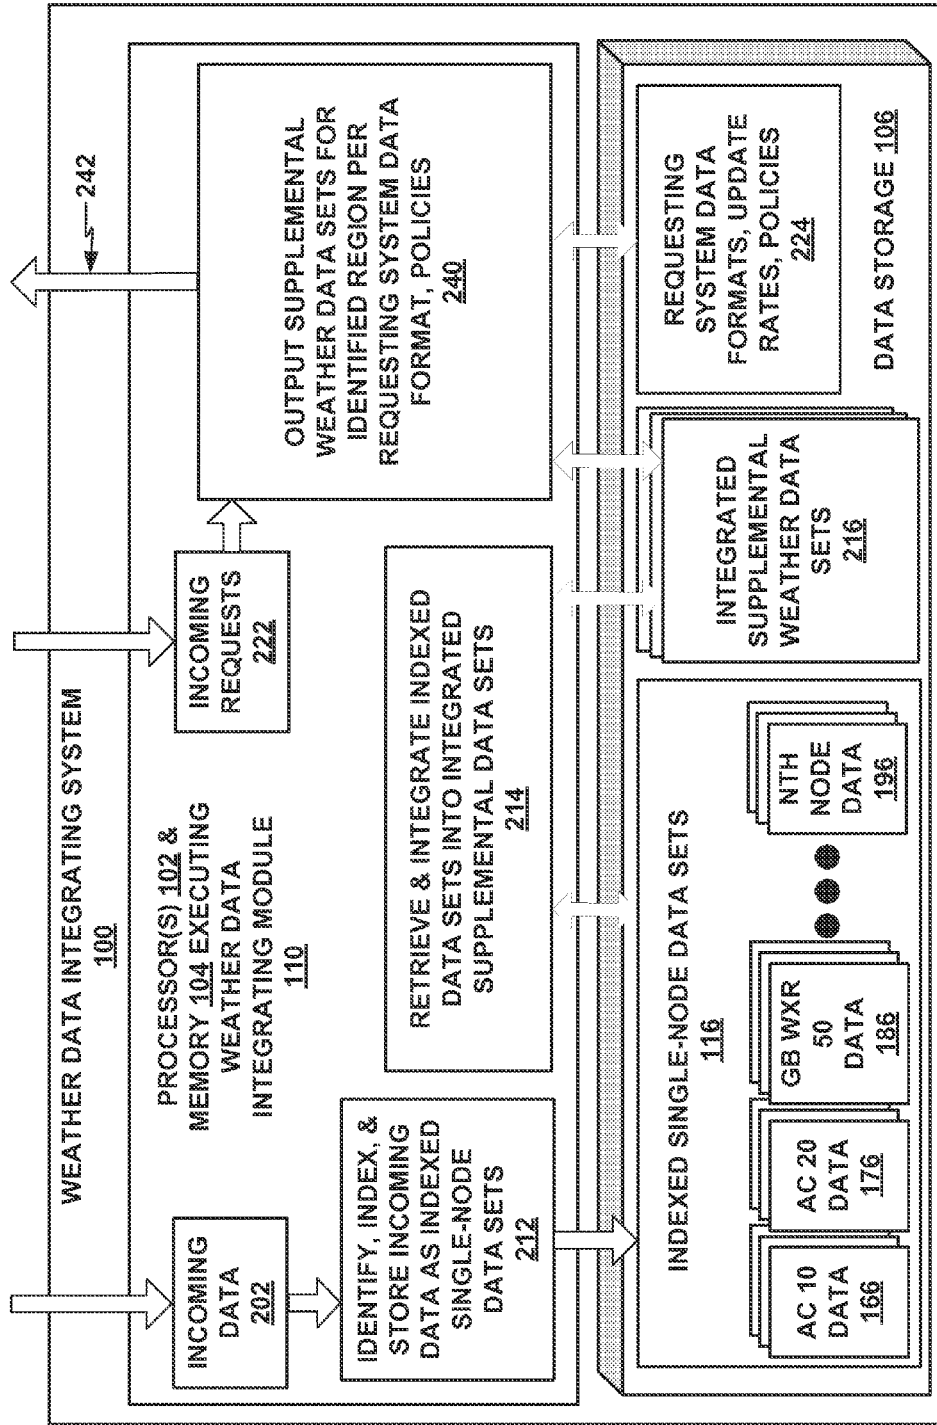 WEATHER DATA INTEGRATING SYSTEM
100
242
INCOMING
DATA
202
PROCESSOR(S) 102 &
MEMORY 104 EXECUTING
WEATHER DATA
INTEGRATING MODULE
110
INCOMING
REQUESTS
222
OUTPUT SUPPLEMENTAL
WEATHER DATA SETS FOR
IDENTIFIED REGION PER
REQUESTING SYSTEM DATA
FORMAT, POLICIES
240
IDENTIFY, INDEX, &
STORE INCOMING
DATA AS INDEXED
SINGLE-NODE
DATA SETS
212
RETRIEVE & INTEGRATE INDEXED
DATA SETS INTO INTEGRATED
SUPPLEMENTAL DATA SETS
214
INDEXED SINGLE-NODE DATA SETS
116
AC 10
DATA
166
AC 20
DATA
176
GB WXR
50
DATA
186
NTH
NODE
DATA
196
INTEGRATED
SUPPLEMENTAL
WEATHER DATA
SETS
216
REQUESTING
SYSTEM DATA
FORMATS, UPDATE
RATES, POLICIES
224
DATA STORAGE 106